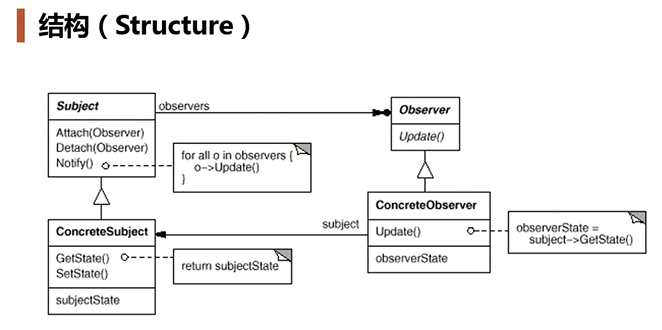 结构（Structure）
Subject
Attach(Observer)
Detach(Observer)
Notify()
observers
Observer
Update()
for all o in observers {
o->Update()
}
ConcreteSubject
GetState()
SetState()
subjectState
return subjectState
subject
ConcreteObserver
Update()
observerState
observerState =
subject->GetState()